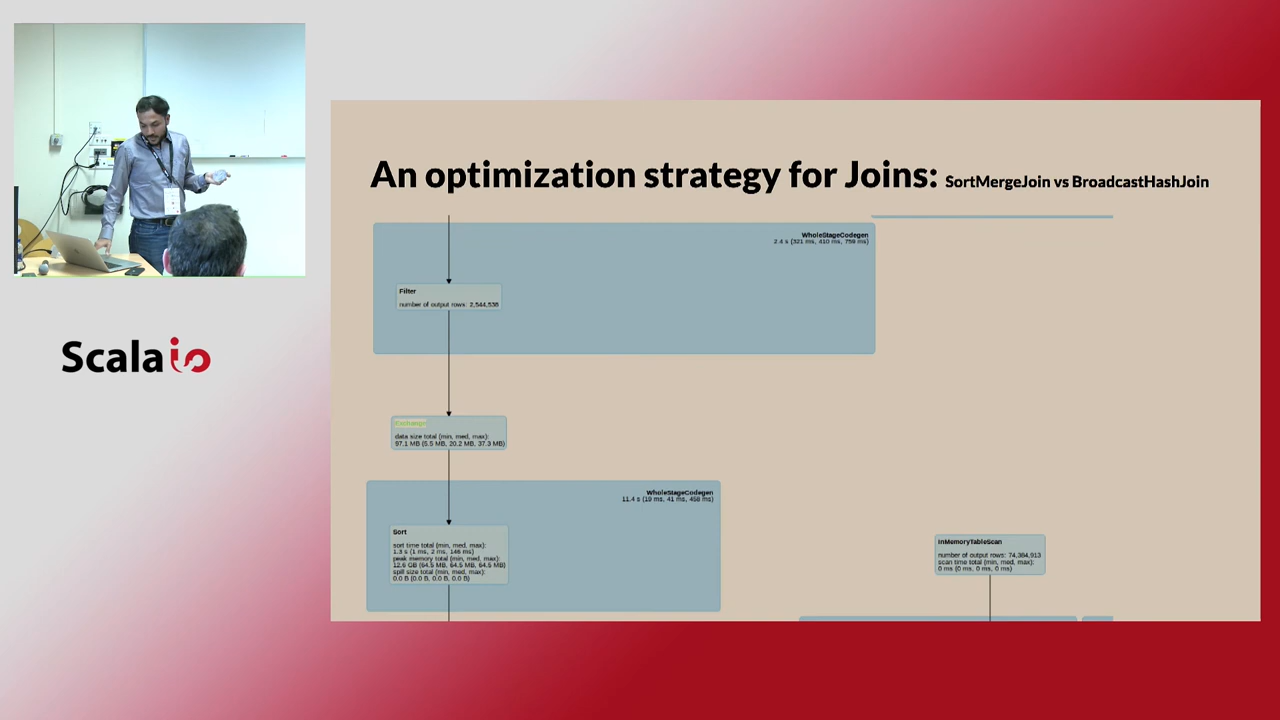 An optimization strategy for Joins: SortMergeJoin vs BroadcastHashJoin
WholeStageCodegen
2.4 s (321 ms, 410 ms, 759 ms)
Filter
number of output rows: 2,544,538
Exchange
data size total (min, med, max):
97.1 MB (5.5 MB, 20.2 MB, 37.3 MB)
WholeStageCodegen
11.4 s (19 ms, 41 ms, 458 ms)
Sort
sort time total (min, med, max):
1.3 s (1 ms, 2 ms, 146 ms)
peak memory total (min, med, max):
12.6 GB (64.5 MB, 64.5 MB, 64.5 MB)
spill size total (min, med, max):
0.0 B (0.0 B, 0.0 B, 0.0 B)
InMemoryTableScan
number of output rows: 74,384,913
scan time total (min, med, max):
0 ms (0 ms, 0 ms, 0 ms)
Scala io